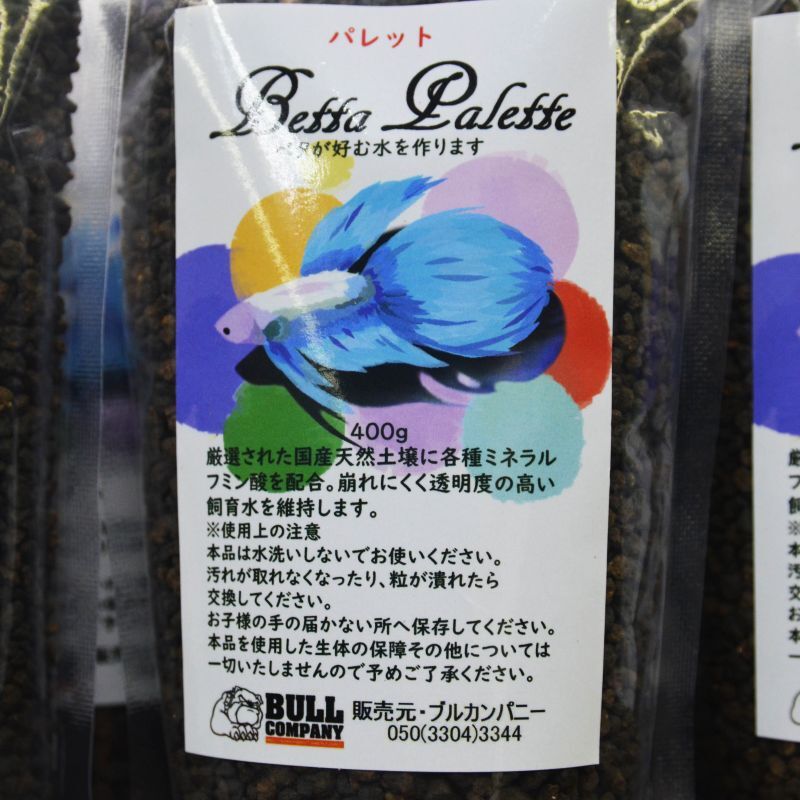 パレット
Betta Palette
ベタが好む水を作ります
400g
厳選された国産天然土壌に各種ミネラル
フミン酸を配合。崩れにくく透明度の高い
飼育水を維持します。
※使用上の注意
本品は水洗いしないでお使いください。
汚れが取れなくなったり、粒が潰れたら
交換してください。
お子様の手の届かない所へ保存してください。
本品を使用した生体の保障その他については
一切いたしませんので予めご了承ください。
BULL
COMPANY
販売元・ブルカンパニー
050(3304)3344